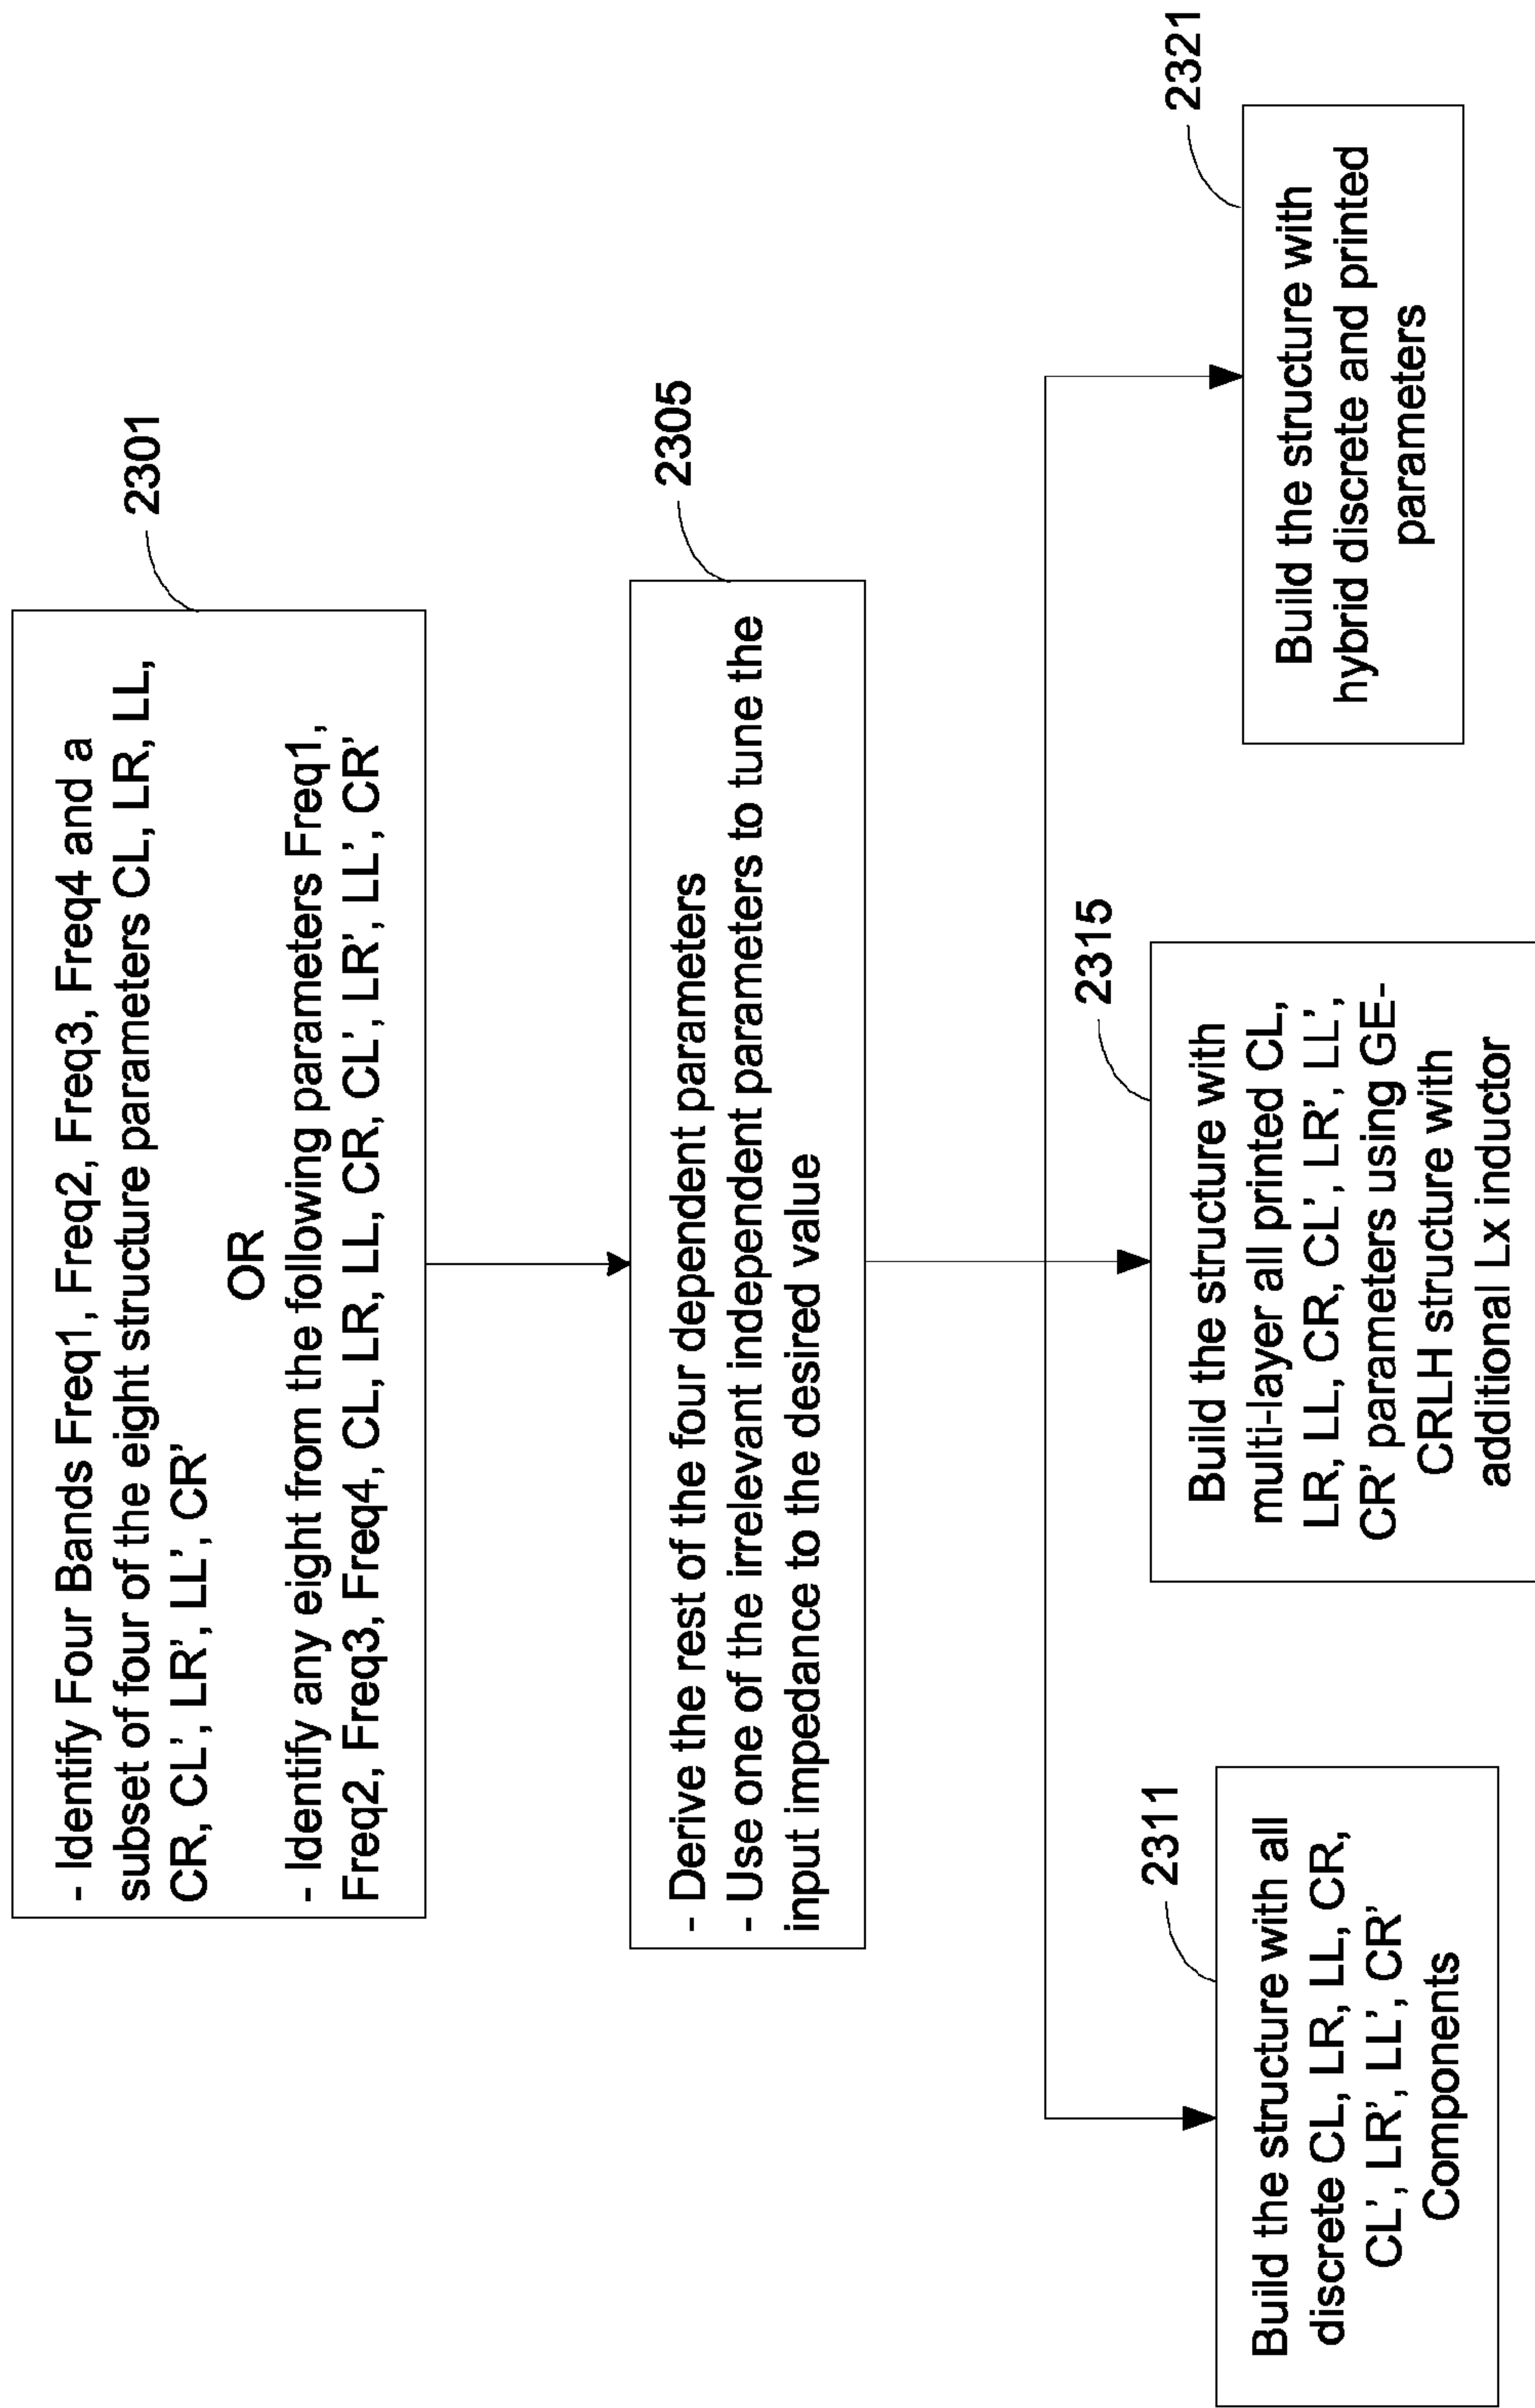 2301
- Identify Four Bands Freq1, Freq2, Freq3, Freq4 and a
subset of four of the eight structure parameters CL, LR, LL,
CR, CL', LR', LL', CR'
OR
- Identify any eight from the following parameters Freq1,
Freq2, Freq3, Freq4, CL, LR, LL, CR, CL', LR', LL', CR'
2305
- Derive the rest of the four dependent parameters
- Use one of the irrelevant independent parameters to tune the
input impedance to the desired value
2311
Build the structure with all
discrete CL, LR, LL, CR,
CL', LR', LL', CR'
Components
2315
Build the structure with
multi-layer all printed CL,
LR, LL, CR, CL', LR', LL',
CR' parameters using GE-
CRLH structure with
additional Lx inductor
2321
Build the structure with
hybrid discrete and printed
parameters